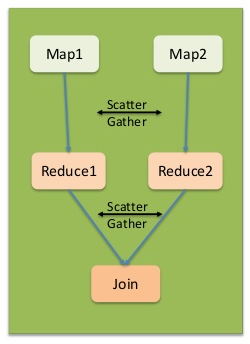 Map1
Map2
Scatter
Gather
Reduce1
Reduce2
Scatter
Gather
Join